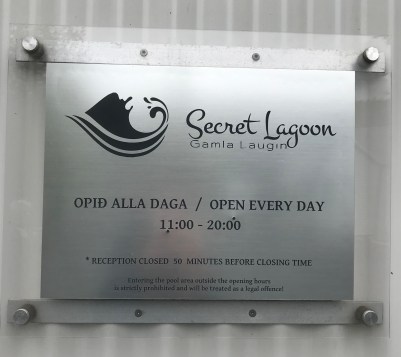 Secret Lagoon
Gamla Laugin
OPIÐ ALLA DAGA / OPEN EVERY DAY
11:00 - 20:00
* RECEPTION CLOSED 50 MINUTES BEFORE CLOSING TIME
Entering the pool area outside the opening hours
is strictly prohibited and will be treated as a legal offence!